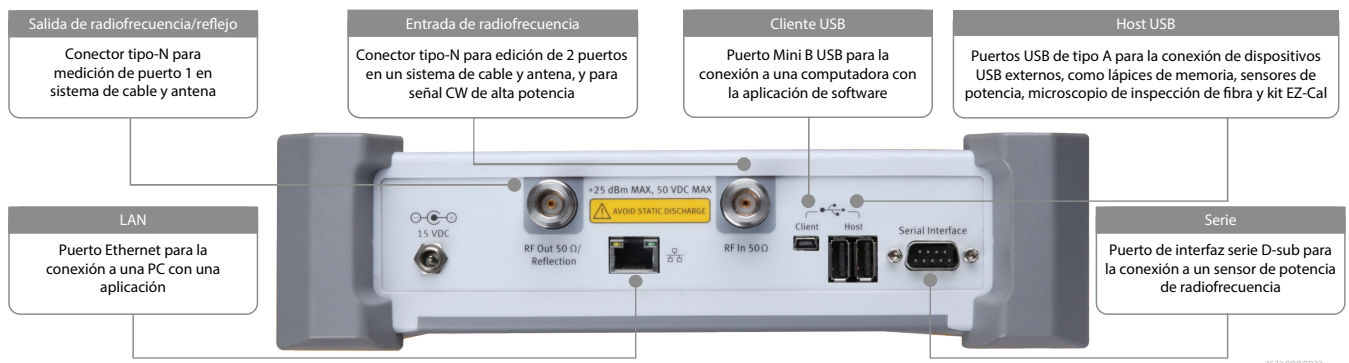 Salida de radiofrecuencia/reflejo
Conector tipo-N para
medición de puerto 1 en
sistema de cable y antena
Entrada de radiofrecuencia
Conector tipo-N para edición de 2 puertos
en un sistema de cable y antena, y para
señal CW de alta potencia
Cliente USB
Puerto Mini B USB para la
conexión a una computadora con
la aplicación de software
Host USB
Puertos USB de tipo A para la conexión de dispositivos
USB externos, como lápices de memoria, sensores de
potencia, microscopio de inspección de fibra y kit EZ-Cal
LAN
Puerto Ethernet para la
conexión a una PC con una
aplicación
15 VDC
RF Out 50 Ω/
Reflection
+25 dBm MAX, 50 VDC MAX
AVOID STATIC DISCHARGE
RF In 50 Ω
Client
Host
Serial Interface
Serie
Puerto de interfaz serie D-sub para
la conexión a un sensor de potencia
de radiofrecuencia